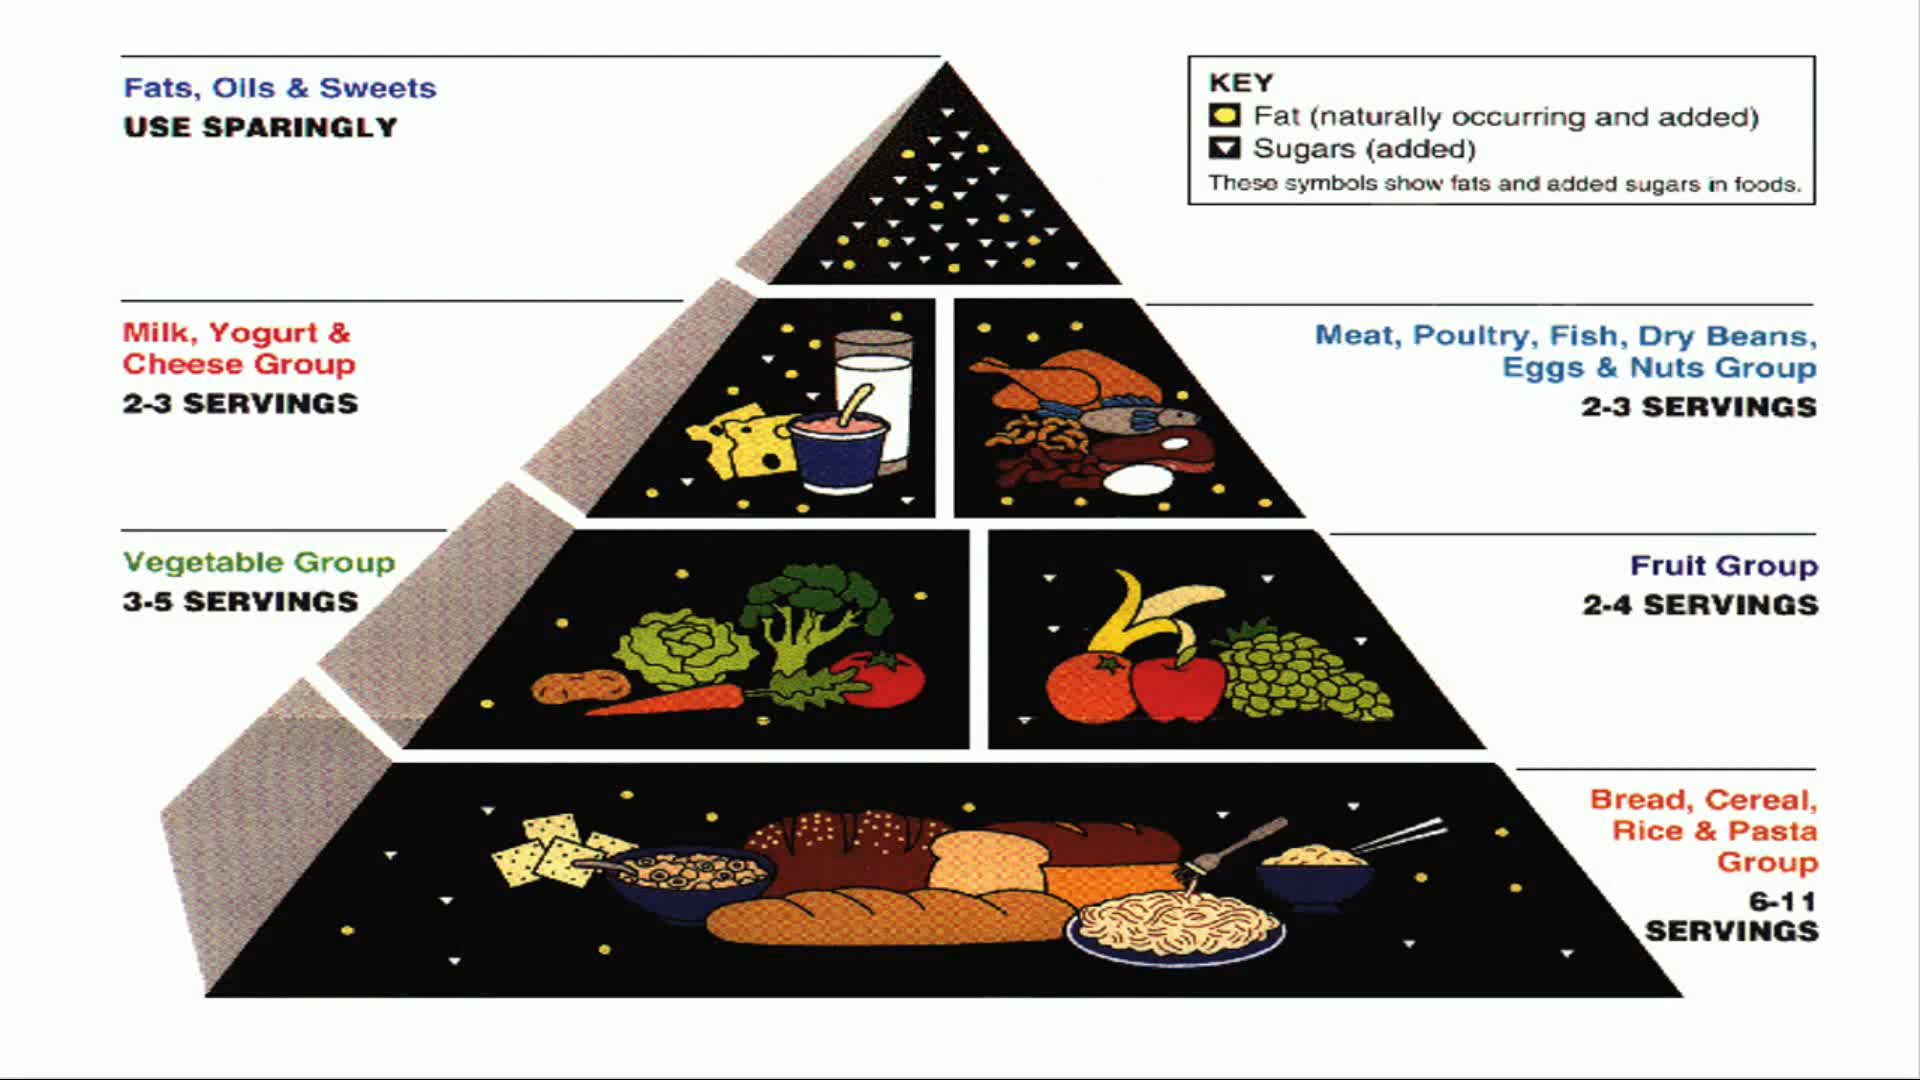 Fats, Oils & Sweets
USE SPARINGLY
KEY
Fat (naturally occurring and added)
Sugars (added)
These symbols show fats and added sugars in foods.
Milk, Yogurt &
Cheese Group
2-3 SERVINGS
Meat, Poultry, Fish, Dry Beans,
Eggs & Nuts Group
2-3 SERVINGS
Vegetable Group
3-5 SERVINGS
Fruit Group
2-4 SERVINGS
Bread, Cereal,
Rice & Pasta
Group
6-11
SERVINGS